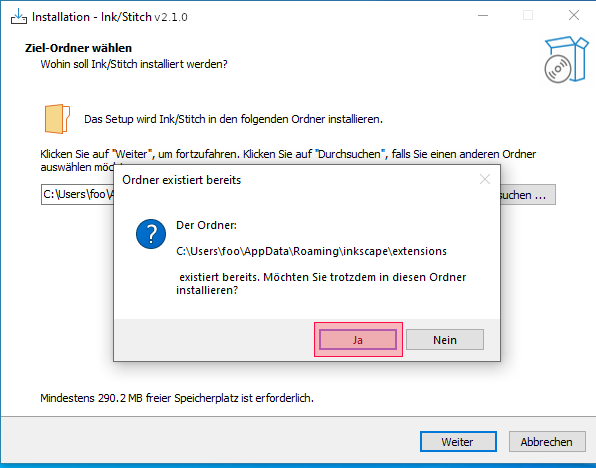 Installation - Ink/Stitch v2.1.0
Ziel-Ordner wählen
Wohin soll Ink/Stitch installiert werden?
Das Setup wird Ink/Stitch in den folgenden Ordner installieren.
Klicken Sie auf "Weiter", um fortzufahren. Klicken Sie auf "Durchsuchen", falls Sie einen anderen Ordner
auswählen
C:\Users\foo\
suchen ...
Ordner existiert bereits
Der Ordner:
C:\Users\foo\AppData\Roaming\inkscape\extensions
existiert bereits. Möchten Sie trotzdem in diesen Ordner
installieren?
Ja
Nein
Mindestens 290.2 MB freier Speicherplatz ist erforderlich.
Weiter
Abbrechen